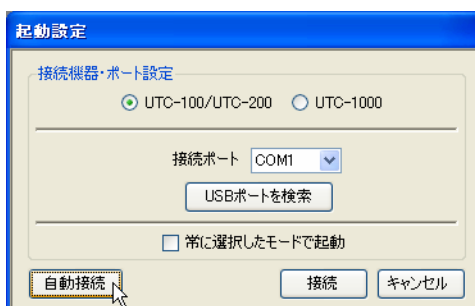 起動設定
接続機器・ポート設定
UTC-100/UTC-200 UTC-1000
接続ポート COM1
USBポートを検索
常に選択したモードで起動
自動接続 接続 キャンセル